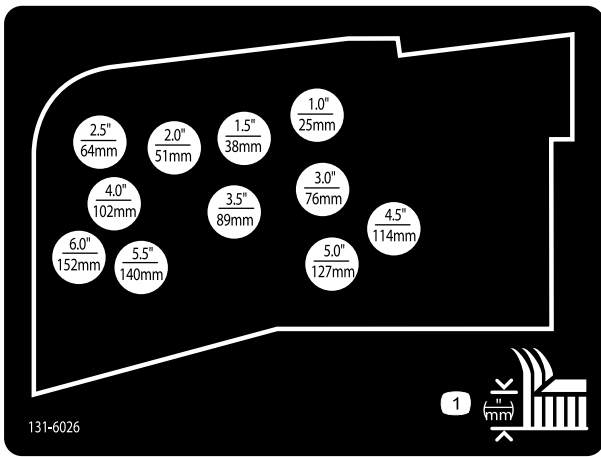 1.0"
25mm
1.5"
38mm
2.5"
64mm
2.0"
51mm
3.0"
76mm
4.0"
102mm
3.5"
89mm
4.5"
114mm
6.0"
152mm
5.5"
140mm
5.0"
127mm
1
"
(mm)
131-6026